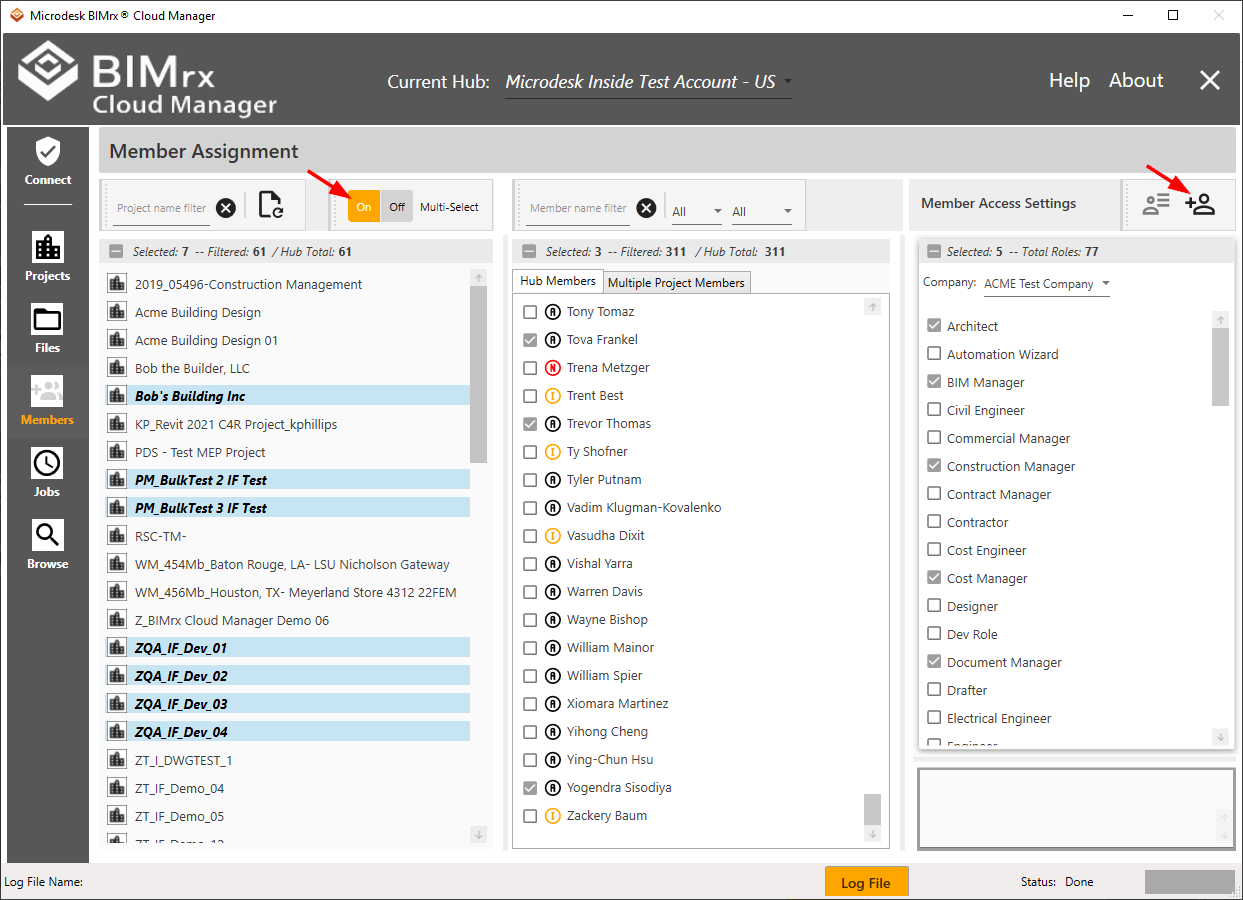 Microdesk BIMrx® Cloud Manager
BIMrx
Cloud Manager
Current Hub: Microdesk Inside Test Account - US
Help About
Connect
Projects
Files
Members
Jobs
Browse
Member Assignment
Project name filter
On Off Multi-Select
Selected: 7 -- Filtered: 61 / Hub Total: 61
2019_05496-Construction Management
Acme Building Design
Acme Building Design 01
Bob the Builder, LLC
Bob's Building Inc
KP_Revit 2021 C4R Project_kphillips
PDS - Test MEP Project
PM_BulkTest 2 IF Test
PM_BulkTest 3 IF Test
RSC-TM-
WM_454Mb_Baton Rouge, LA- LSU Nicholson Gateway
WM_456Mb_Houston, TX- Meyerland Store 4312 22FEM
Z_BIMrx Cloud Manager Demo 06
ZQA_IF_Dev_01
ZQA_IF_Dev_02
ZQA_IF_Dev_03
ZQA_IF_Dev_04
ZT_I_DWGTEST_1
ZT_IF_Demo_04
ZT_IF_Demo_05
ZT_IF_Demo_12
Member name filter
All All
Selected: 3 -- Filtered: 311 / Hub Total: 311
Hub Members Multiple Project Members
A Tony Tomaz
A Tova Frankel
N Trena Metzger
I Trent Best
A Trevor Thomas
I Ty Shofner
A Tyler Putnam
A Vadim Klugman-Kovalenko
I Vasudha Dixit
A Vishal Yarra
A Warren Davis
A Wayne Bishop
A William Mainor
A William Spier
A Xiomara Martinez
A Yihong Cheng
A Ying-Chun Hsu
A Yogendra Sisodiya
I Zackery Baum
Member Access Settings
Selected: 5 -- Total Roles: 77
Company: ACME Test Company
Architect
Automation Wizard
BIM Manager
Civil Engineer
Commercial Manager
Construction Manager
Contract Manager
Contractor
Cost Engineer
Cost Manager
Designer
Dev Role
Document Manager
Drafter
Electrical Engineer
Engineer
Log File Name:
Log File
Status: Done